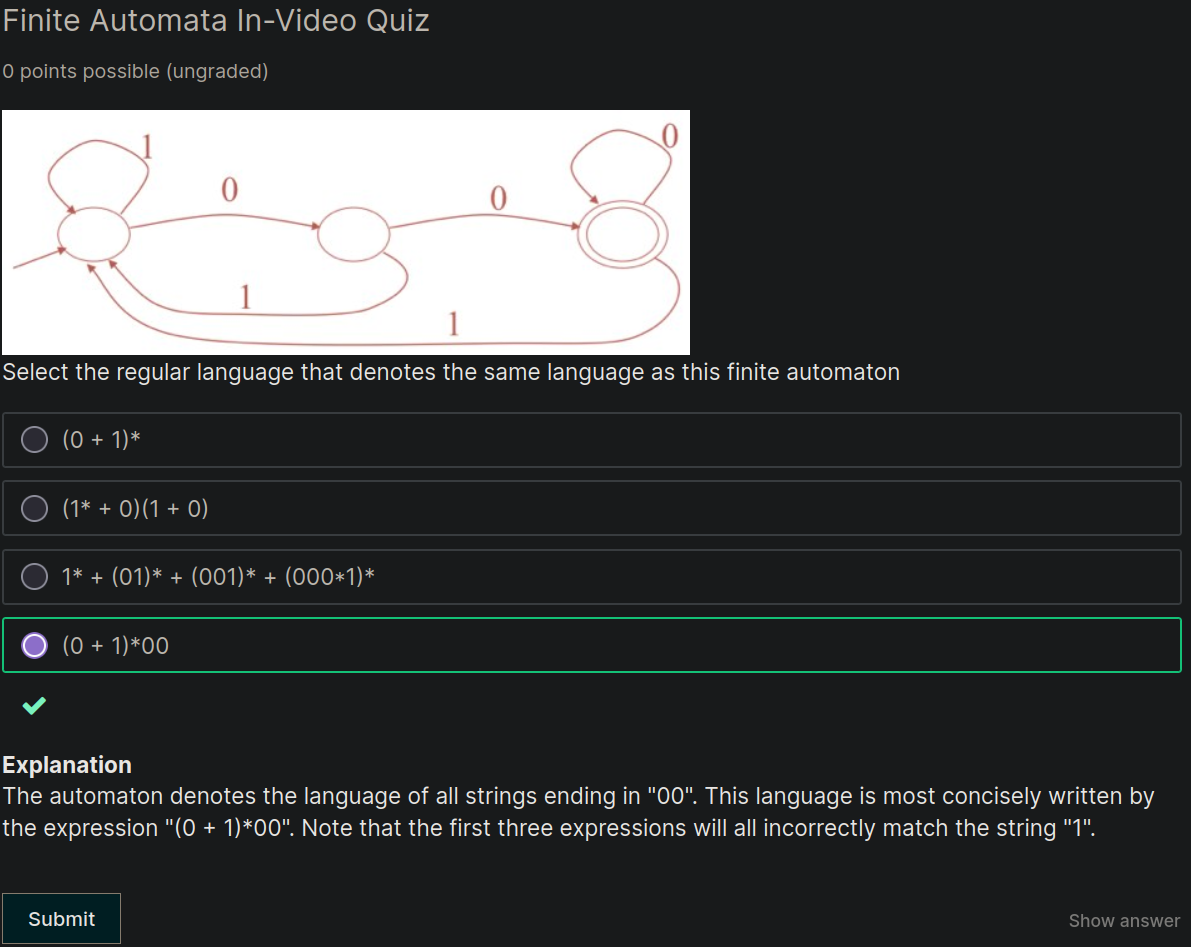 Finite Automata In-Video Quiz
0 points possible (ungraded)
1
0
0
0
1
1
Select the regular language that denotes the same language as this finite automaton
(0 + 1)*
(1* + 0)(1 + 0)
1* + (01)* + (001)* + (000*1)*
(0 + 1)*00
Explanation
The automaton denotes the language of all strings ending in "00". This language is most concisely written by
the expression "(0 + 1)*00". Note that the first three expressions will all incorrectly match the string "1".
Submit
Show answer